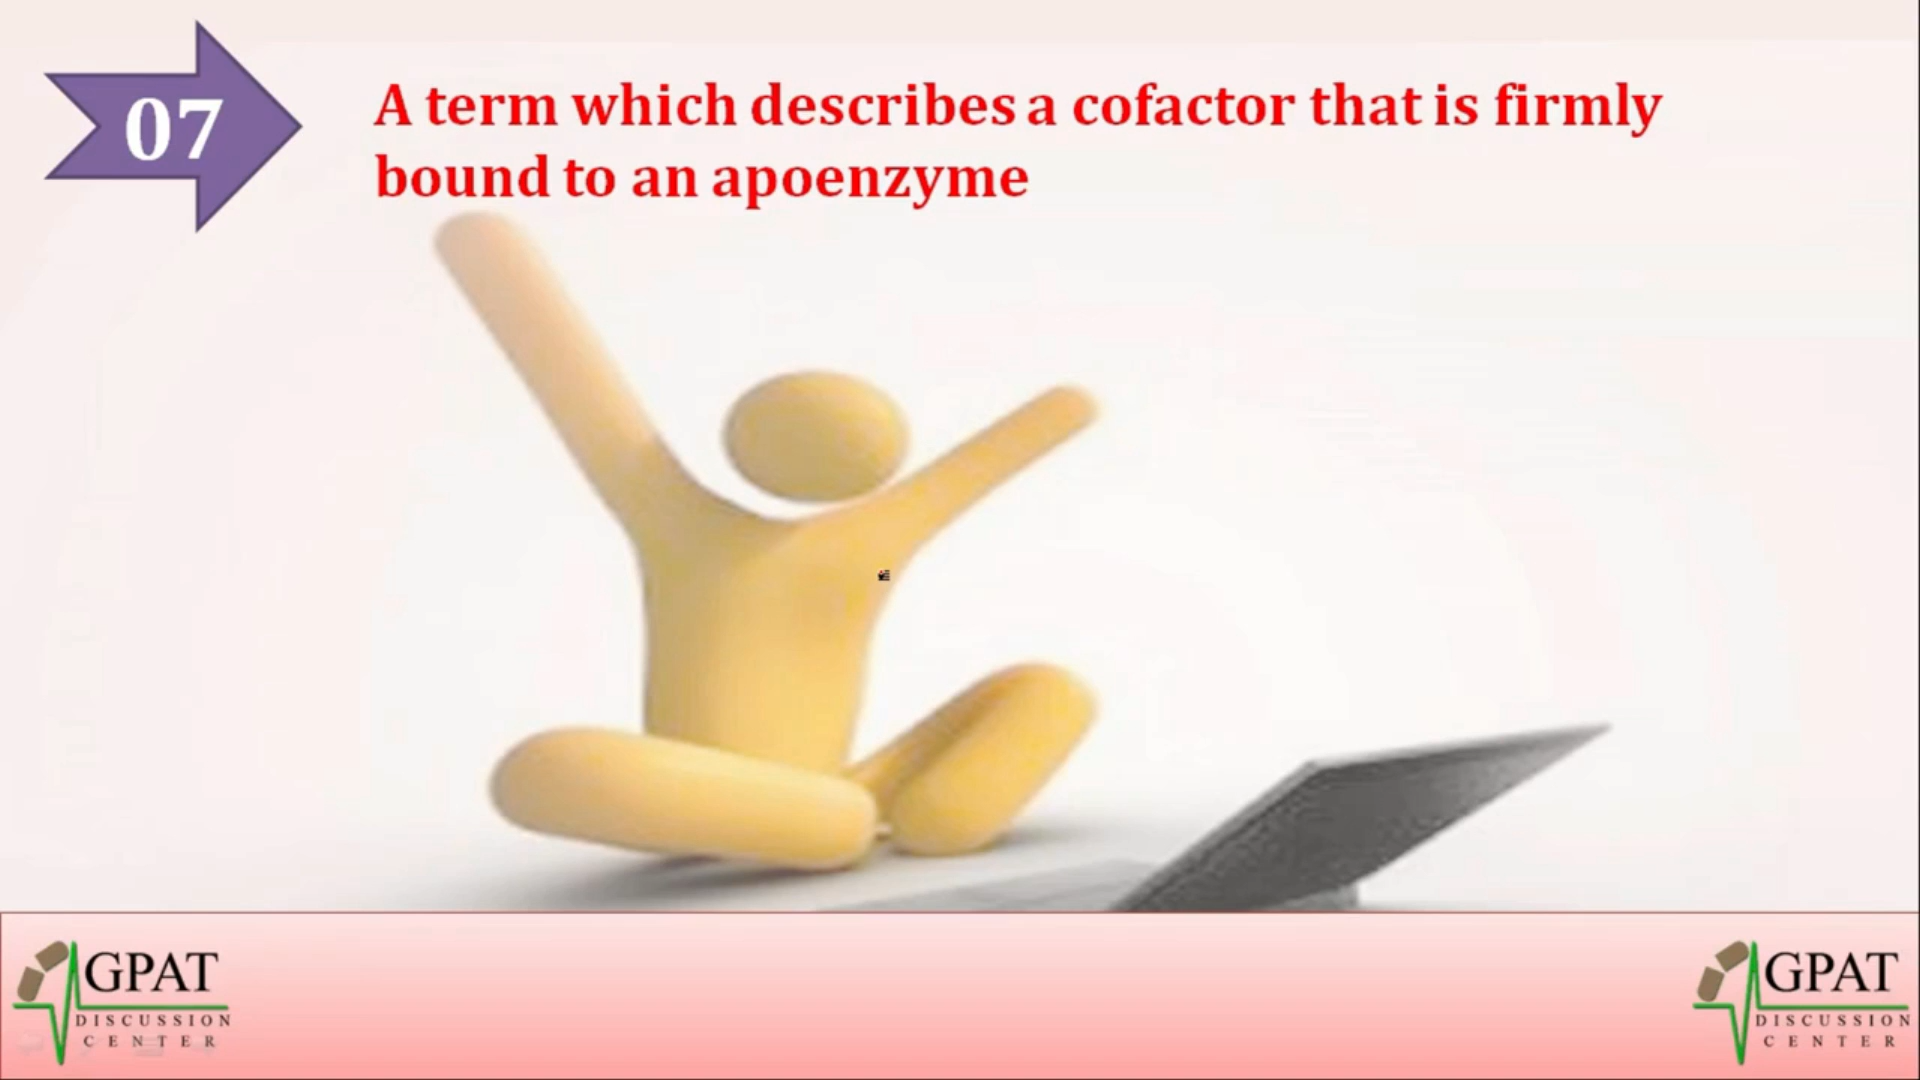 07
A term which describes a cofactor that is firmly
bound to an apoenzyme
GPAT
DISCUSSION
CENTER
GPAT
DISCUSSION
CENTER